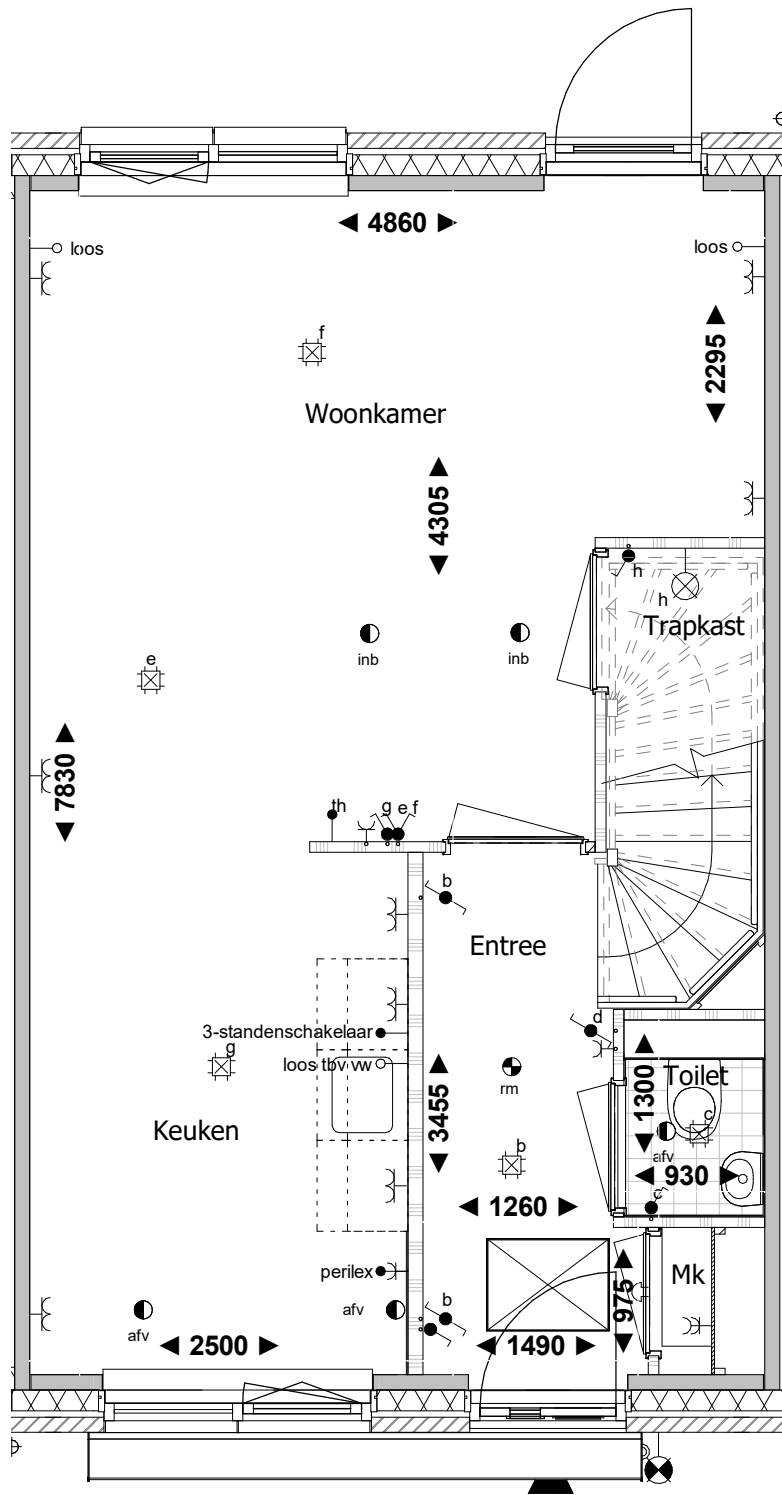 4860
loos
loos
f
2295
Woonkamer
4305
h
h
Trapkast
inb
inb
e
7830
th
g
e f
b
Entree
d
3-standenschakelaar
g
loos tbv vw
3455
rm
1300
Toilet
c
afv
930
Keuken
b
c
1260
perilex
975
Mk
afv
afv
b
2500
1490